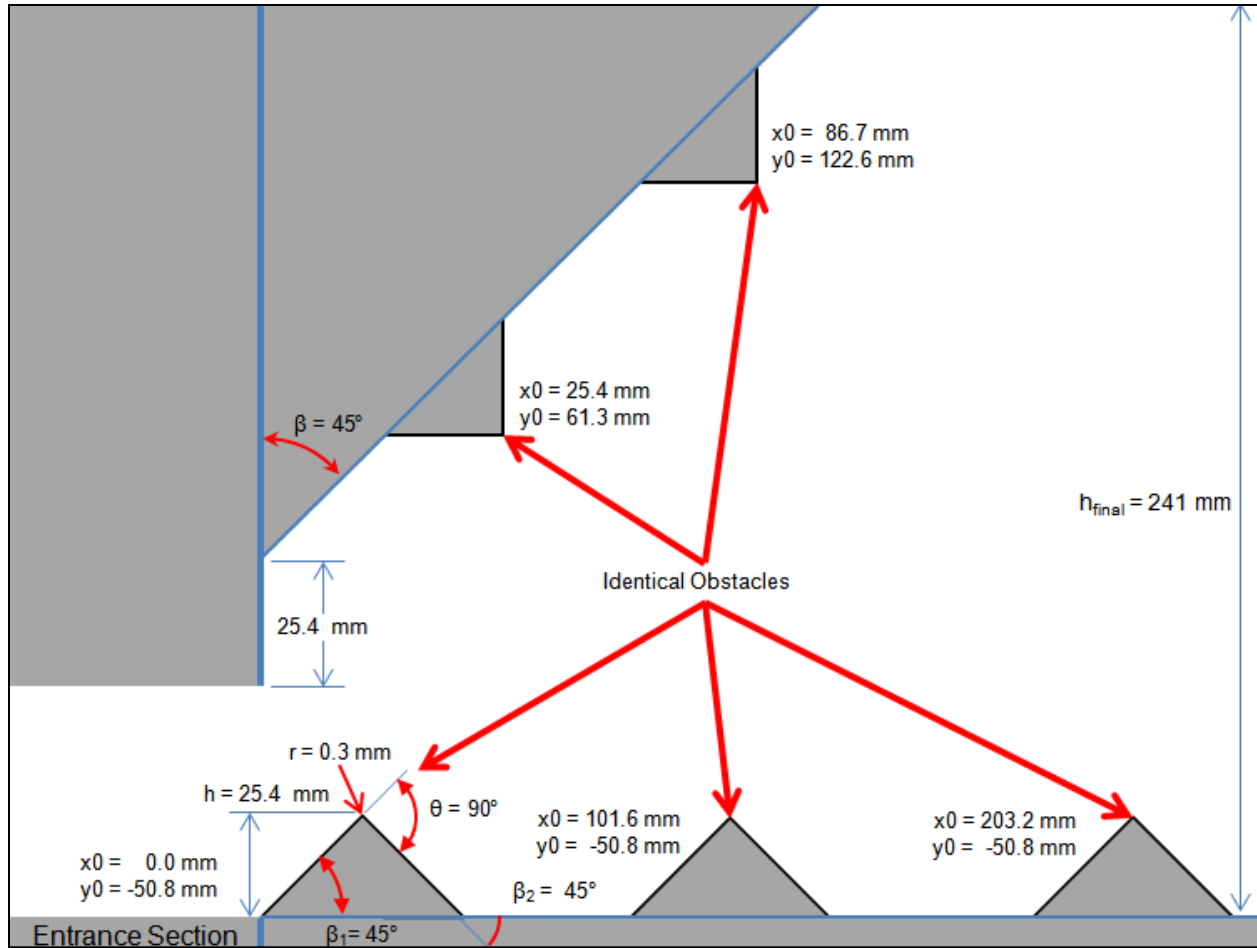 x0 = 86.7 mm
y0 = 122.6 mm
x0 = 25.4 mm
y0 = 61.3 mm
β = 45°
h_final = 241 mm
Identical Obstacles
25.4 mm
r = 0.3 mm
h = 25.4 mm
θ = 90°
x0 = 0.0 mm
y0 = -50.8 mm
x0 = 101.6 mm
y0 = -50.8 mm
x0 = 203.2 mm
y0 = -50.8 mm
β₂ = 45°
Entrance Section
β₁= 45°